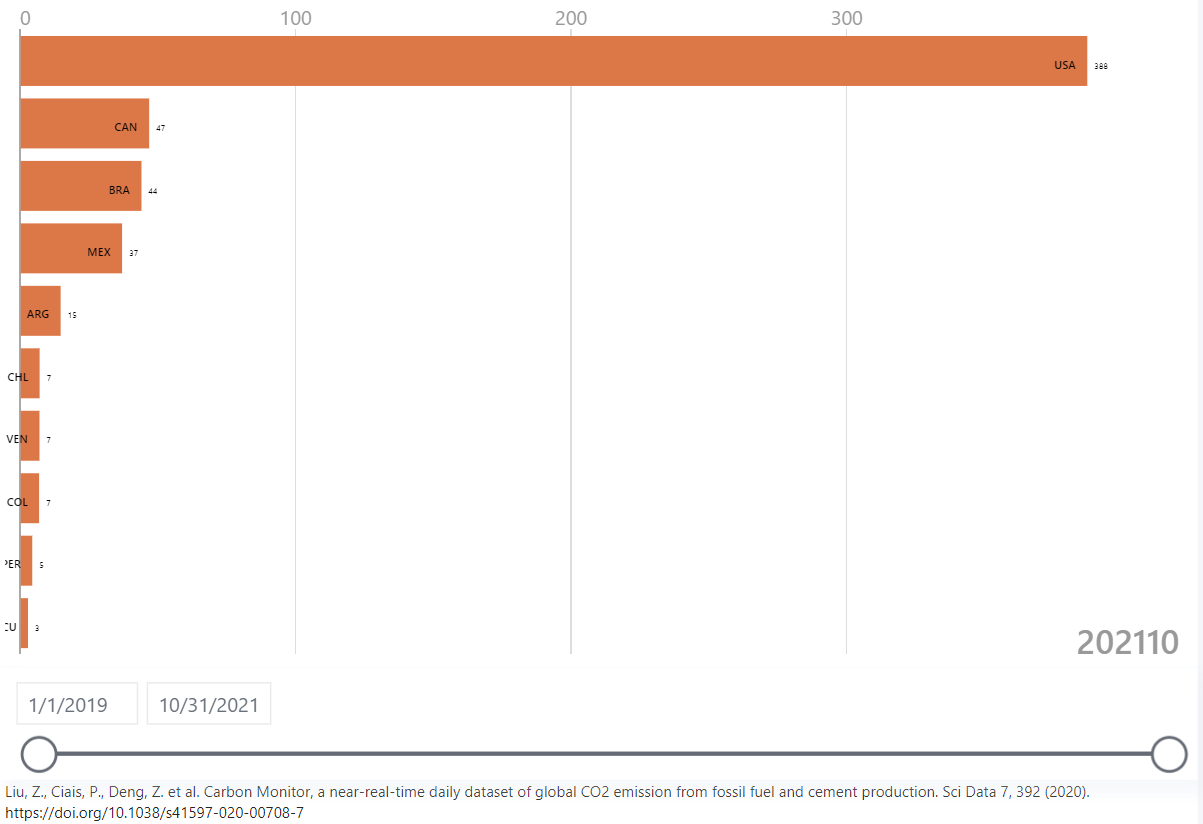 0 100 200 300
USA 388
CAN 47
BRA 44
MEX 37
ARG 15
CHL 7
VEN 7
COL 7
PER 5
CU 3
202110
1/1/2019 10/31/2021
Liu, Z., Ciais, P., Deng, Z. et al. Carbon Monitor, a near-real-time daily dataset of global CO2 emission from fossil fuel and cement production. Sci Data 7, 392 (2020).
https://doi.org/10.1038/s41597-020-00708-7